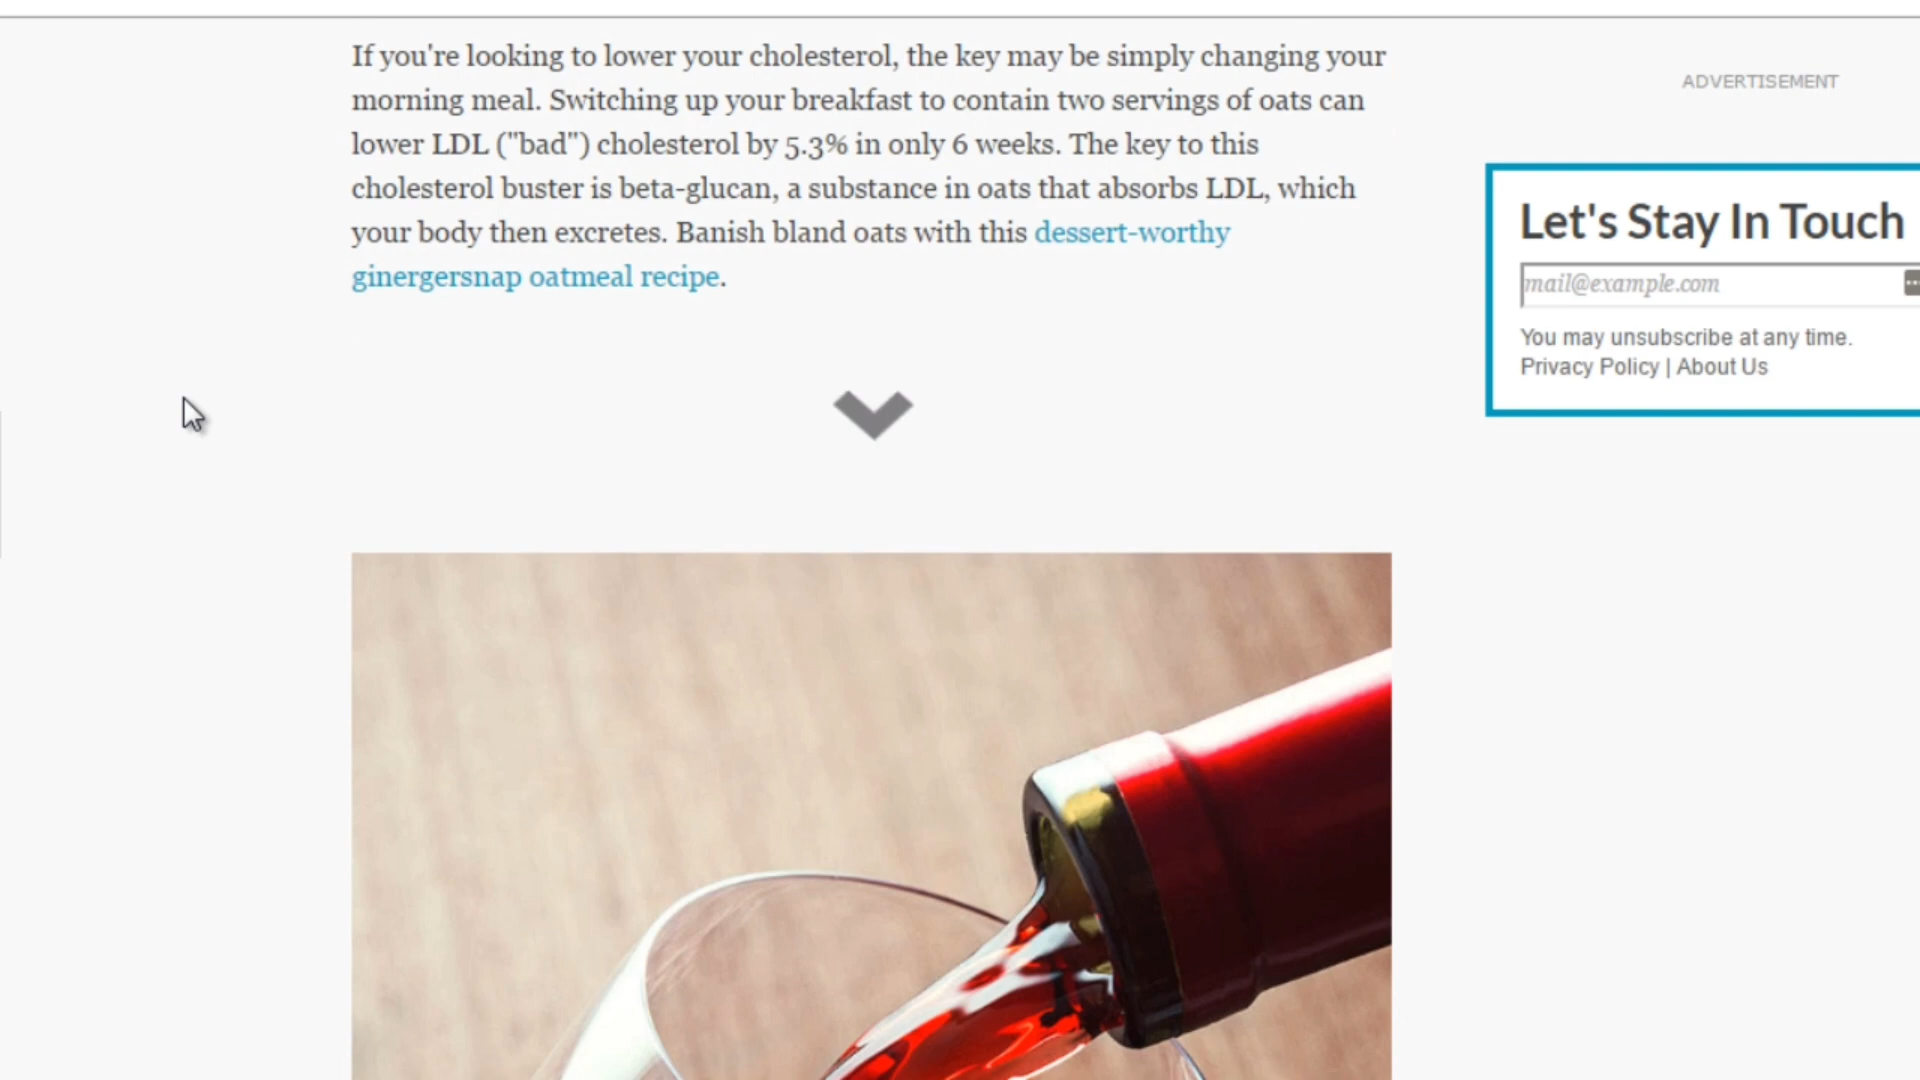 If you're looking to lower your cholesterol, the key may be simply changing your
morning meal. Switching up your breakfast to contain two servings of oats can
lower LDL ("bad") cholesterol by 5.3% in only 6 weeks. The key to this
cholesterol buster is beta-glucan, a substance in oats that absorbs LDL, which
your body then excretes. Banish bland oats with this dessert-worthy
ginergersnap oatmeal recipe.
ADVERTISEMENT
Let's Stay In Touch
mail@example.com
You may unsubscribe at any time.
Privacy Policy | About Us